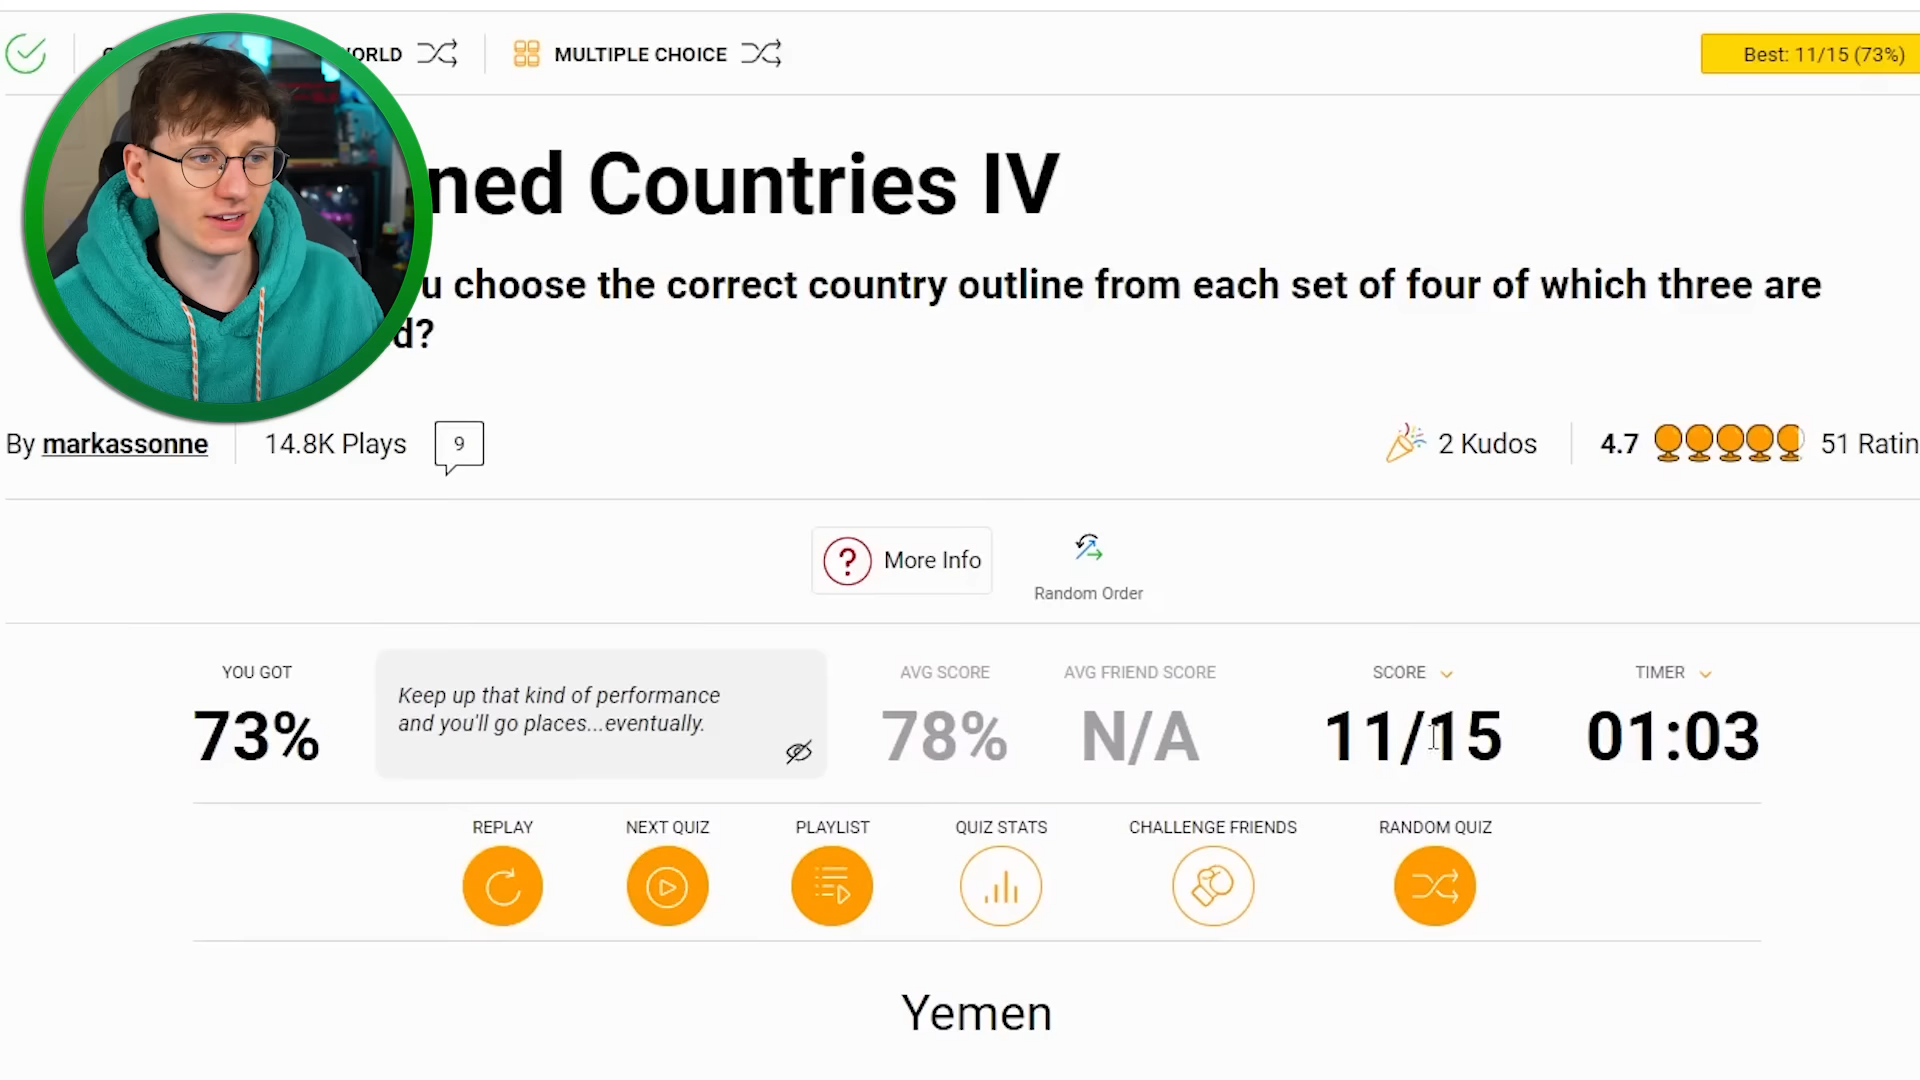 ORLD
MULTIPLE CHOICE
Best: 11/15 (73%)
ned Countries IV
u choose the correct country outline from each set of four of which three are
d?
By markassonne
14.8K Plays
9
2 Kudos
4.7
51 Ratin
? More Info
Random Order
YOU GOT
73%
Keep up that kind of performance
and you'll go places...eventually.
AVG SCORE
78%
AVG FRIEND SCORE
N/A
SCORE
11/15
TIMER
01:03
REPLAY
NEXT QUIZ
PLAYLIST
QUIZ STATS
CHALLENGE FRIENDS
RANDOM QUIZ
Yemen